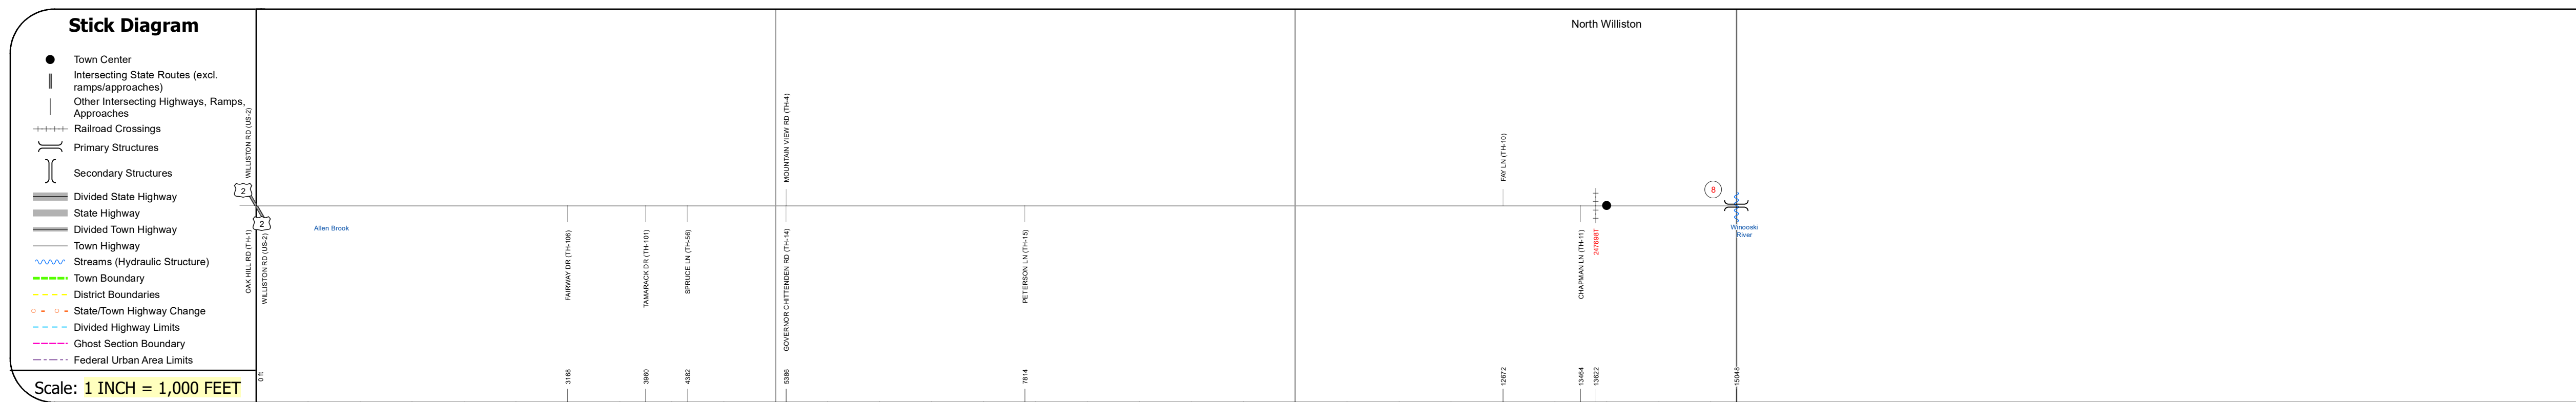 Stick Diagram
Town Center
Intersecting State Routes (excl.
ramps/approaches)
Other Intersecting Highways, Ramps,
Approaches
Railroad Crossings
Primary Structures
Secondary Structures
Divided State Highway
State Highway
Divided Town Highway
Town Highway
Streams (Hydraulic Structure)
Town Boundary
District Boundaries
State/Town Highway Change
Divided Highway Limits
Ghost Section Boundary
Federal Urban Area Limits
Scale: 1 INCH = 1,000 FEET
North Williston
WILLISTON RD (US-2)
MOUNTAIN VIEW RD (TH-4)
FAY LN (TH-10)
2
2
8
Allen Brook
Winooski
River
OAK HILL RD (TH-1)
WILLISTON RD (US-2)
FAIRWAY DR (TH-106)
TAMARACK DR (TH-101)
SPRUCE LN (TH-56)
GOVERNOR CHITTENDEN RD (TH-14)
PETERSON LN (TH-15)
CHAPMAN LN (TH-11)
247698T
0 ft
3168
3960
4382
5386
7814
12672
13464
13622
15048